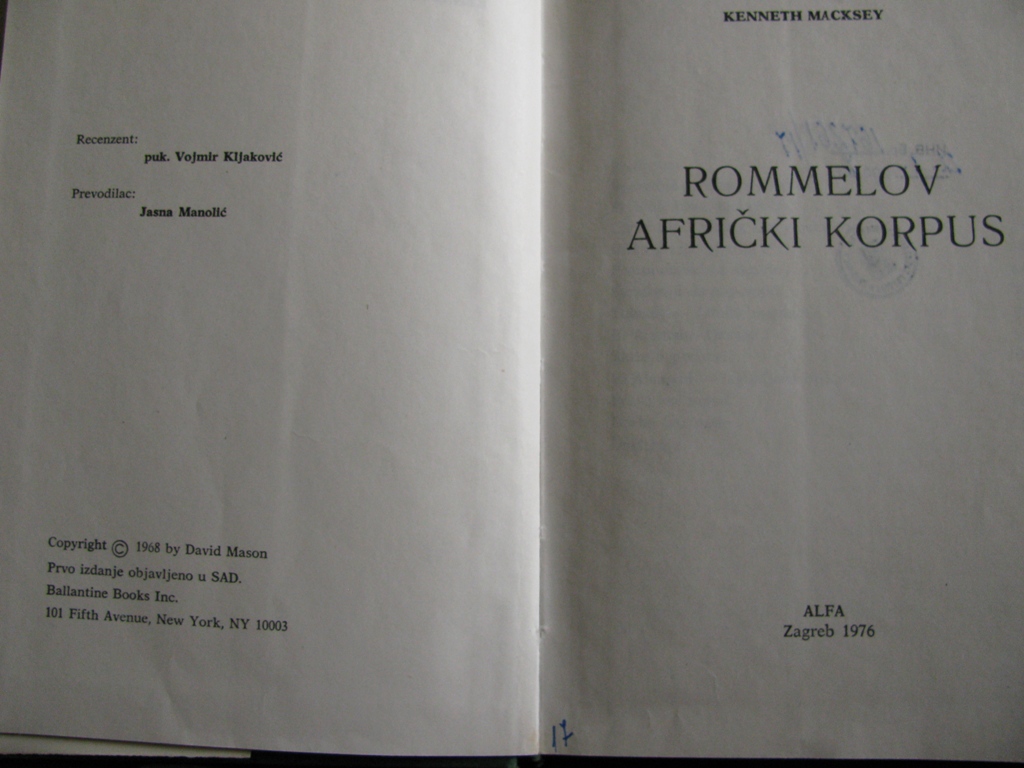 Recenzent:
puk. Vojmir Kljaković
Prevodilac:
Jasna Manolić
Copyright © 1968 by David Mason
Prvo izdanje objavljeno u SAD.
Ballantine Books Inc.
101 Fifth Avenue, New York, NY 10003
KENNETH MACKSEY
ROMMELOV
AFRIČKI KORPUS
ALFA
Zagreb 1976
17